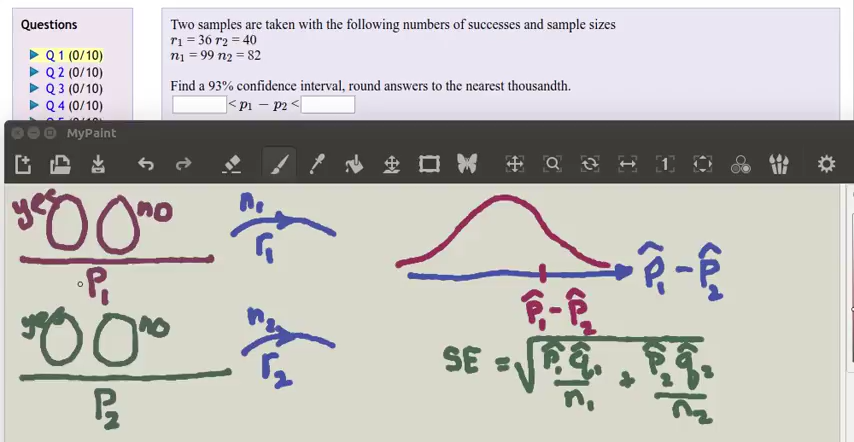 Questions
Q 1 (0/10)
Q 2 (0/10)
Q 3 (0/10)
Q 4 (0/10)
Two samples are taken with the following numbers of successes and sample sizes
r₁ = 36 r₂ = 40
n₁ = 99 n₂ = 82
Find a 93% confidence interval, round answers to the nearest thousandth.
< p₁ − p₂ <
MyPaint
1
yes no
P₁
n₁
r₁
yes no
P₂
n₂
r₂
p̂₁ − p̂₂
p̂₁ − p̂₂
SE = √(p̂₁q̂₁/n₁ + p̂₂q̂₂/n₂)